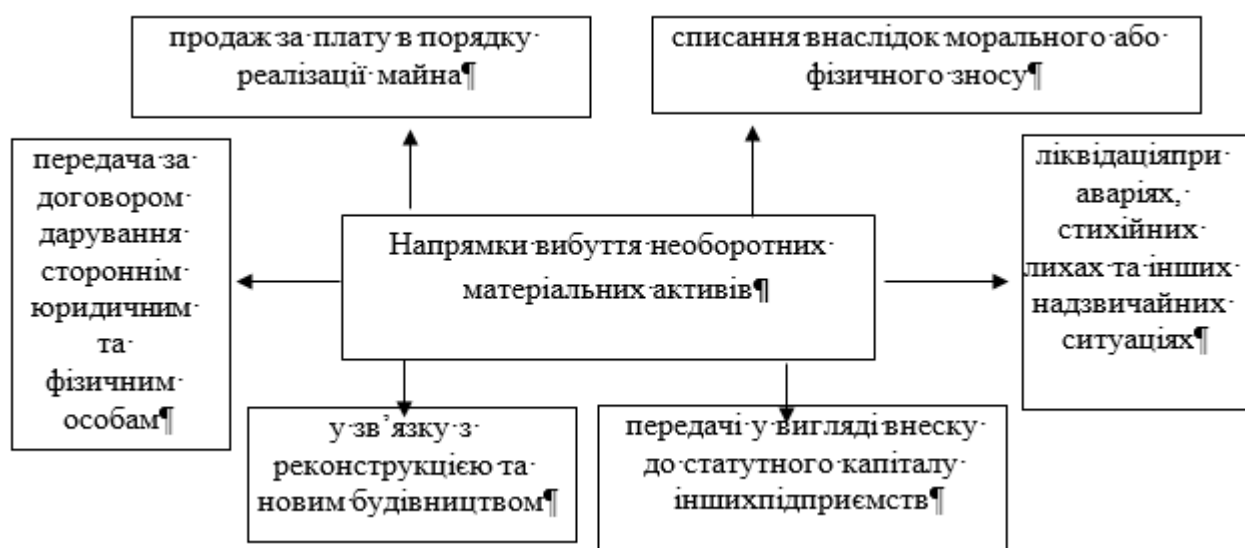 продаж за плату в порядку
реалізації майна¶
списання внаслідок морального або
фізичного зносу¶
передача за
договором
дарування
стороннім
юридичним
та
фізичним
особам¶
Напрямки вибуття необоротних
матеріальних активів¶
ліквідаціяпри
аваріях,
стихійних
лихах та інших
надзвичайних
ситуаціях¶
у зв’язку з
реконструкцією та
новим будівництвом¶
передачі у вигляді внеску
до статутного капіталу
іншихпідприємств¶